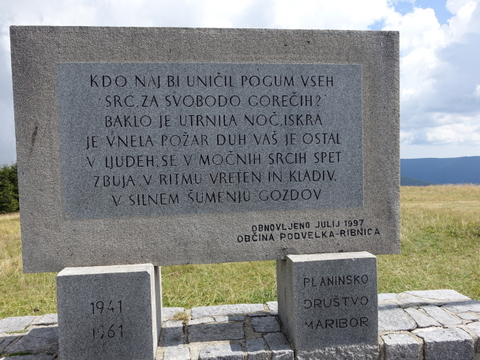 KDO NAJ BI UNIČIL POGUM VSEH
SRC, ZA SVOBODO GOREČIH?
BAKLO JE UTRNILA NOČ, ISKRA
JE VNELA POŽAR DUH VAŠ JE OSTAL
V LJUDEH, SE V MOČNIH SRCIH SPET
ZBUJA, V RITMU VRETEN IN KLADIV,
V SILNEM ŠUMENJU GOZDOV
OBNOVLJENO JULIJ 1997
OBČINA PODVELKA-RIBNICA
1941
1961
PLANINSKO
DRUŠTVO
MARIBOR